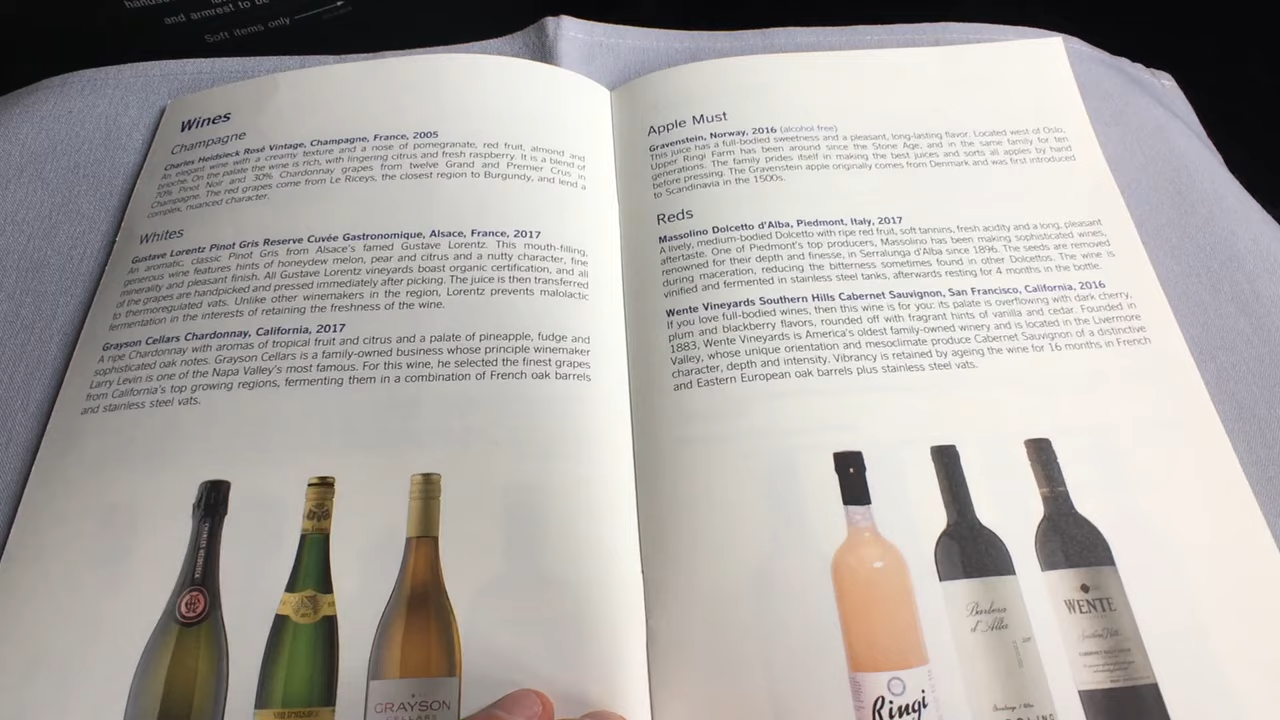 and armrest to be
Soft items only
Wines
Champagne
Charles Heidsieck Rosé Vintage, Champagne, France, 2005
An elegant wine with a creamy texture and a nose of pomegranate, red fruit, almond and
brioche. On the palate the wine is rich, with lingering citrus and fresh raspberry. It is a blend of
70% Pinot Noir and 30% Chardonnay grapes from twelve Grand and Premier Crus in
Champagne. The red grapes come from Le Riceys, the closest region to Burgundy, and lend a
complex, nuanced character.
Whites
Gustave Lorentz Pinot Gris Reserve Cuvée Gastronomique, Alsace, France, 2017
An aromatic, classic Pinot Gris from Alsace's famed Gustave Lorentz. This mouth-filling,
generous wine features hints of honeydew melon, pear and citrus and a nutty character, fine
minerality and pleasant finish. All Gustave Lorentz vineyards boast organic certification, and all
of the grapes are handpicked and pressed immediately after picking. The juice is then transferred
to thermoregulated vats. Unlike other winemakers in the region, Lorentz prevents malolactic
fermentation in the interests of retaining the freshness of the wine.
Grayson Cellars Chardonnay, California, 2017
A ripe Chardonnay with aromas of tropical fruit and citrus and a palate of pineapple, fudge and
sophisticated oak notes. Grayson Cellars is a family-owned business whose principle winemaker
Larry Levin is one of the Napa Valley's most famous. For this wine, he selected the finest grapes
from California's top growing regions, fermenting them in a combination of French oak barrels
and stainless steel vats.
CHARLES HEIDSIECK
GRAYSON
CELLARS
Apple Must
Gravenstein, Norway, 2016 (alcohol free)
This juice has a full-bodied sweetness and a pleasant, long-lasting flavor. Located west of Oslo,
Upper Ringi Farm has been around since the Stone Age, and in the same family for ten
generations. The family prides itself in making the best juices and sorts all apples by hand
before pressing. The Gravenstein apple originally comes from Denmark and was first introduced
to Scandinavia in the 1500s.
Reds
Massolino Dolcetto d'Alba, Piedmont, Italy, 2017
A lively, medium-bodied Dolcetto with ripe red fruit, soft tannins, fresh acidity and a long, pleasant
aftertaste. One of Piedmont's top producers, Massolino has been making sophisticated wines,
renowned for their depth and finesse, in Serralunga d'Alba since 1896. The seeds are removed
during maceration, reducing the bitterness sometimes found in other Dolcettos. The wine is
vinified and fermented in stainless steel tanks, afterwards resting for 4 months in the bottle.
Wente Vineyards Southern Hills Cabernet Sauvignon, San Francisco, California, 2016
If you love full-bodied wines, then this wine is for you: its palate is overflowing with dark cherry,
plum and blackberry flavors, rounded off with fragrant hints of vanilla and cedar. Founded in
1883, Wente Vineyards is America's oldest family-owned winery and is located in the Livermore
Valley, whose unique orientation and mesoclimate produce Cabernet Sauvignon of a distinctive
character, depth and intensity. Vibrancy is retained by ageing the wine for 16 months in French
and Eastern European oak barrels plus stainless steel vats.
Ringi
Barbera
d'Alba
WENTE
Southern Hills
CABERNET SAUVIGNON